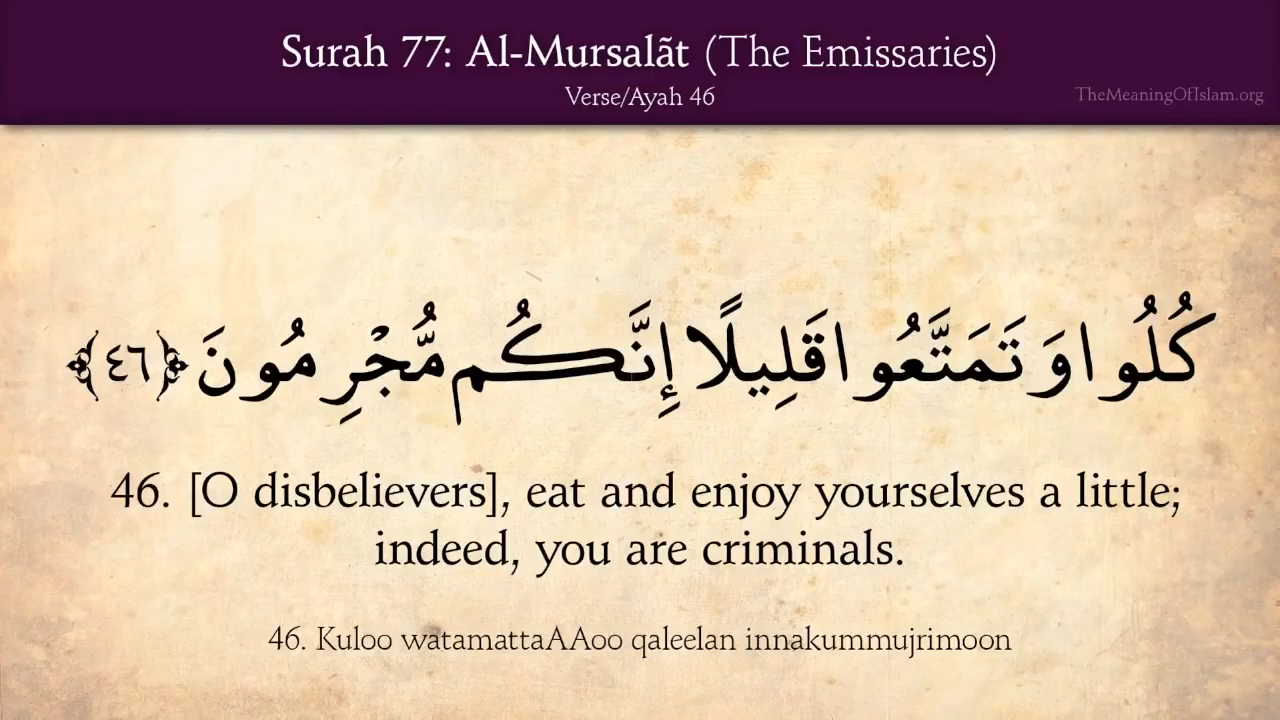 Surah 77: Al-Mursalãt (The Emissaries)
Verse/Ayah 46
TheMeaningOfIslam.org
كُلُوا وَتَمَتَّعُوا قَلِيلًا إِنَّكُم مُّجْرِمُونَ ﴿٤٦﴾
46. [O disbelievers], eat and enjoy yourselves a little;
indeed, you are criminals.
46. Kuloo watamattaAAoo qaleelan innakummujrimoon